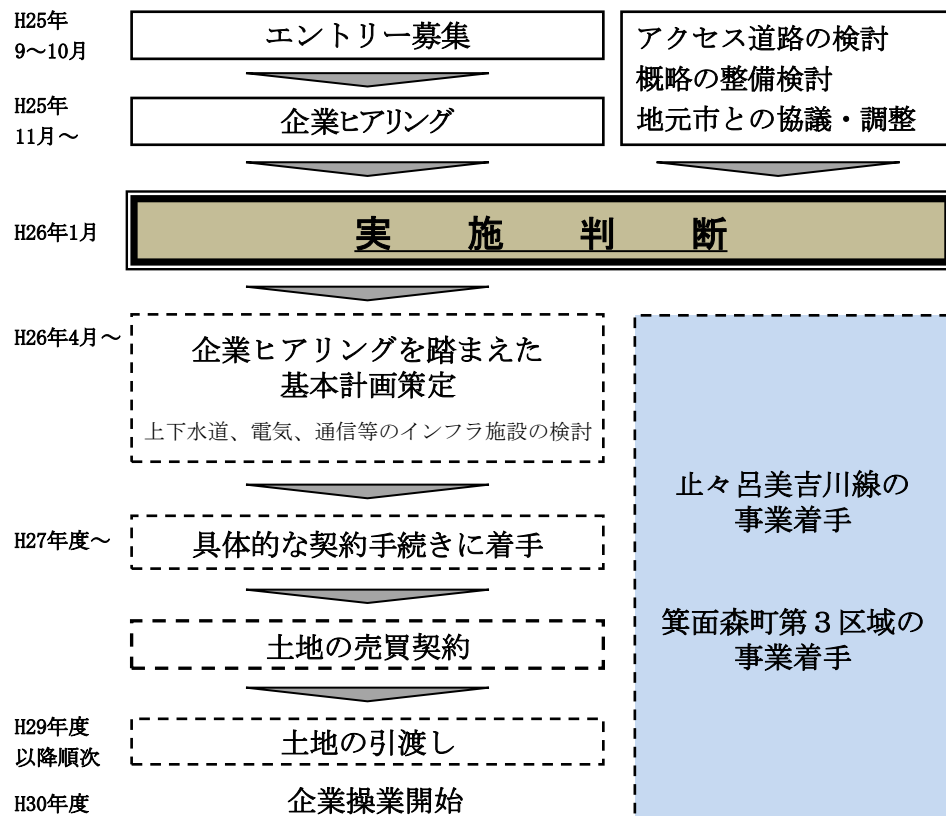 H25年
9～10月
エントリー募集
アクセス道路の検討
概略の整備検討
地元市との協議・調整
H25年
11月～
企業ヒアリング
H26年1月
実 施 判 断
H26年4月～
企業ヒアリングを踏まえた
基本計画策定
上下水道、電気、通信等のインフラ施設の検討
止々呂美吉川線の
事業着手
H27年度～
具体的な契約手続きに着手
土地の売買契約
箕面森町第３区域の
事業着手
H29年度
以降順次
土地の引渡し
H30年度
企業操業開始